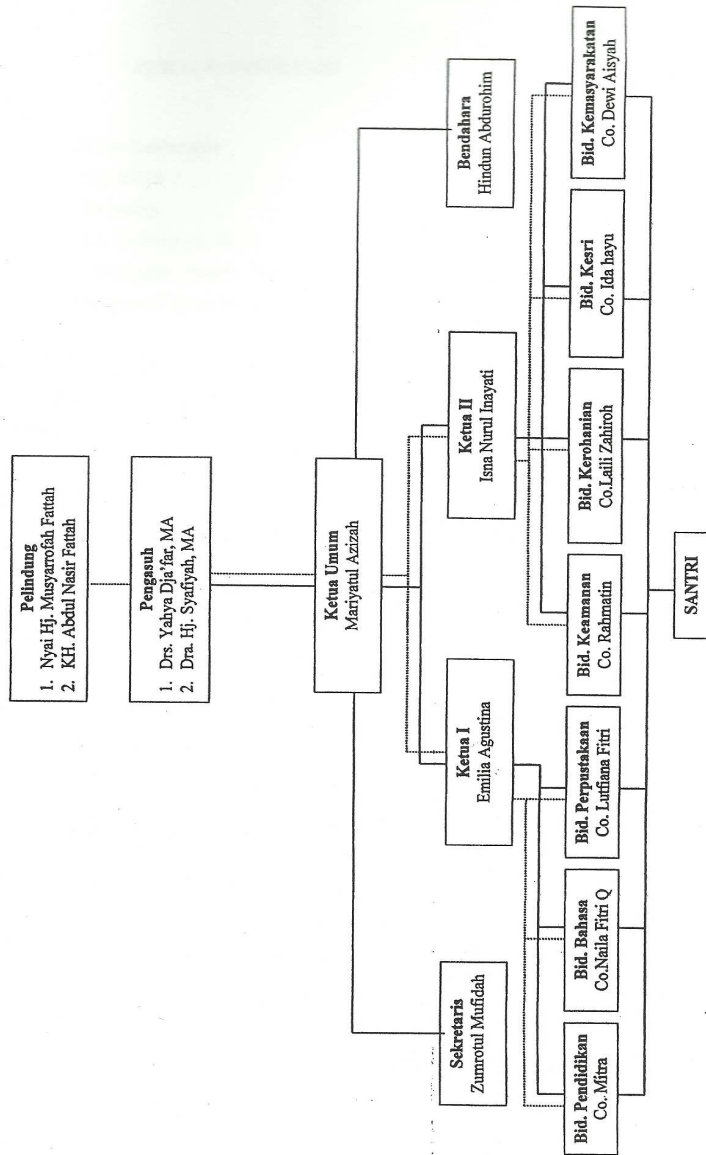 Pelindung
1. Nyai Hj. Musyarrofah Fattah
2. KH. Abdul Nasir Fattah
Pengasuh
1. Drs. Yahya Dja'far, MA
2. Dra. Hj. Syafiyah, MA
Ketua Umum
Mariyatul Azizah
Sekretaris
Zumrotul Mufidah
Bendahara
Hindun Abdurohim
Ketua I
Emilia Agustina
Ketua II
Isna Nurul Inayati
Bid. Pendidikan
Co. Mitra
Bid. Bahasa
Co.Naila Fitri Q
Bid. Perpustakaan
Co. Lutfiana Fitri
Bid. Keamanan
Co. Rahmatin
Bid. Kerohanian
Co.Laili Zahiroh
Bid. Kesri
Co. Ida hayu
Bid. Kemasyarakatan
Co. Dewi Aisyah
SANTRI